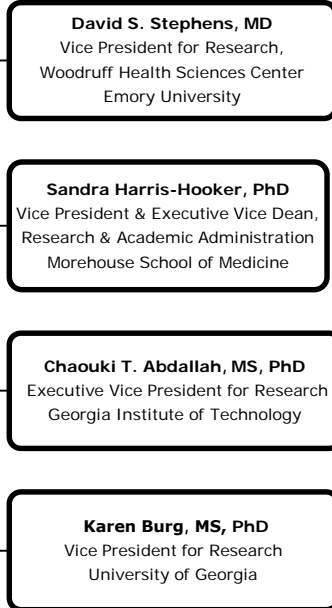 David S. Stephens, MD
Vice President for Research,
Woodruff Health Sciences Center
Emory University
Sandra Harris-Hooker, PhD
Vice President & Executive Vice Dean,
Research & Academic Administration
Morehouse School of Medicine
Chaouki T. Abdallah, MS, PhD
Executive Vice President for Research
Georgia Institute of Technology
Karen Burg, MS, PhD
Vice President for Research
University of Georgia